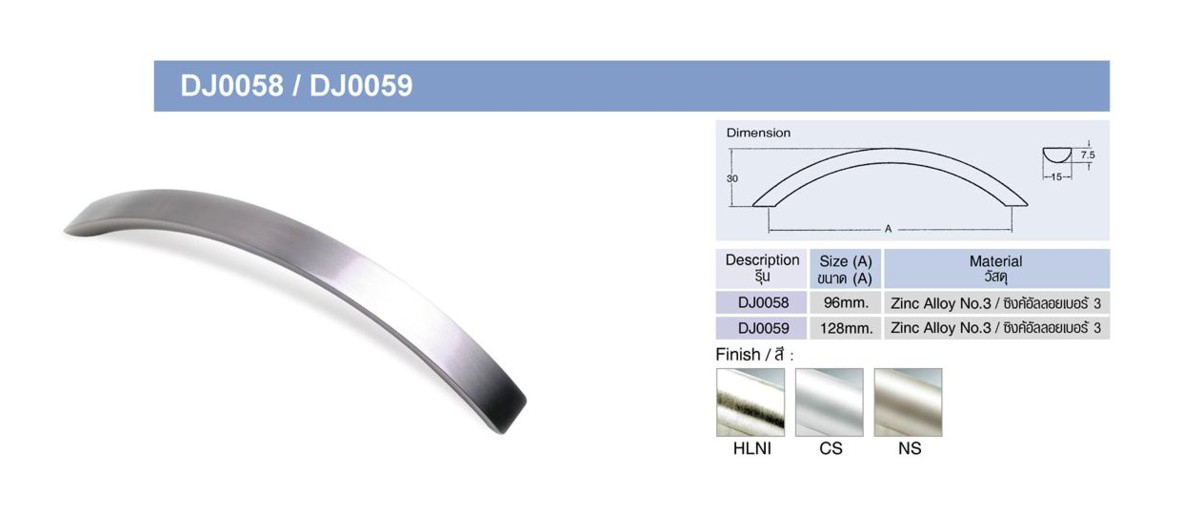 DJ0058 / DJ0059
Dimension
30
7.5
15
A
Description Size (A) Material
รุ่น ขนาด (A) วัสดุ
DJ0058 96mm. Zinc Alloy No.3 / ซิงค์อัลลอยเบอร์ 3
DJ0059 128mm. Zinc Alloy No.3 / ซิงค์อัลลอยเบอร์ 3
Finish / สี :
HLNI CS NS